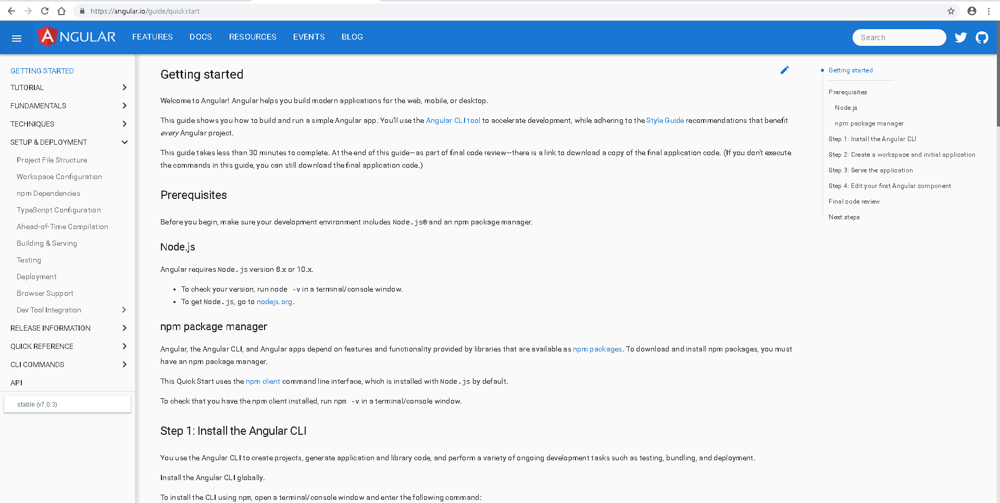 https://angular.io/guide/quickstart
ANGULAR
FEATURES
DOCS
RESOURCES
EVENTS
BLOG
Search
GETTING STARTED
TUTORIAL
FUNDAMENTALS
TECHNIQUES
SETUP & DEPLOYMENT
Project File Structure
Workspace Configuration
npm Dependencies
TypeScript Configuration
Ahead-of-Time Compilation
Building & Serving
Testing
Deployment
Browser Support
Dev Tool Integration
RELEASE INFORMATION
QUICK REFERENCE
CLI COMMANDS
API
stable (v7.0.3)
Getting started
Welcome to Angular! Angular helps you build modern applications for the web, mobile, or desktop.
This guide shows you how to build and run a simple Angular app. You'll use the Angular CLI tool to accelerate development, while adhering to the Style Guide recommendations that benefit
every Angular project.
This guide takes less than 30 minutes to complete. At the end of this guide—as part of final code review—there is a link to download a copy of the final application code. (If you don't execute
the commands in this guide, you can still download the final application code.)
Prerequisites
Before you begin, make sure your development environment includes Node.js® and an npm package manager.
Node.js
Angular requires Node.js version 8.x or 10.x.
• To check your version, run node -v in a terminal/console window.
• To get Node.js, go to nodejs.org.
npm package manager
Angular, the Angular CLI, and Angular apps depend on features and functionality provided by libraries that are available as npm packages. To download and install npm packages, you must
have an npm package manager.
This Quick Start uses the npm client command line interface, which is installed with Node.js by default.
To check that you have the npm client installed, run npm -v in a terminal/console window.
Step 1: Install the Angular CLI
You use the Angular CLI to create projects, generate application and library code, and perform a variety of ongoing development tasks such as testing, bundling, and deployment.
Install the Angular CLI globally.
To install the CLI using npm, open a terminal/console window and enter the following command:
Getting started
Prerequisites
Node.js
npm package manager
Step 1: Install the Angular CLI
Step 2: Create a workspace and initial application
Step 3: Serve the application
Step 4: Edit your first Angular component
Final code review
Next steps